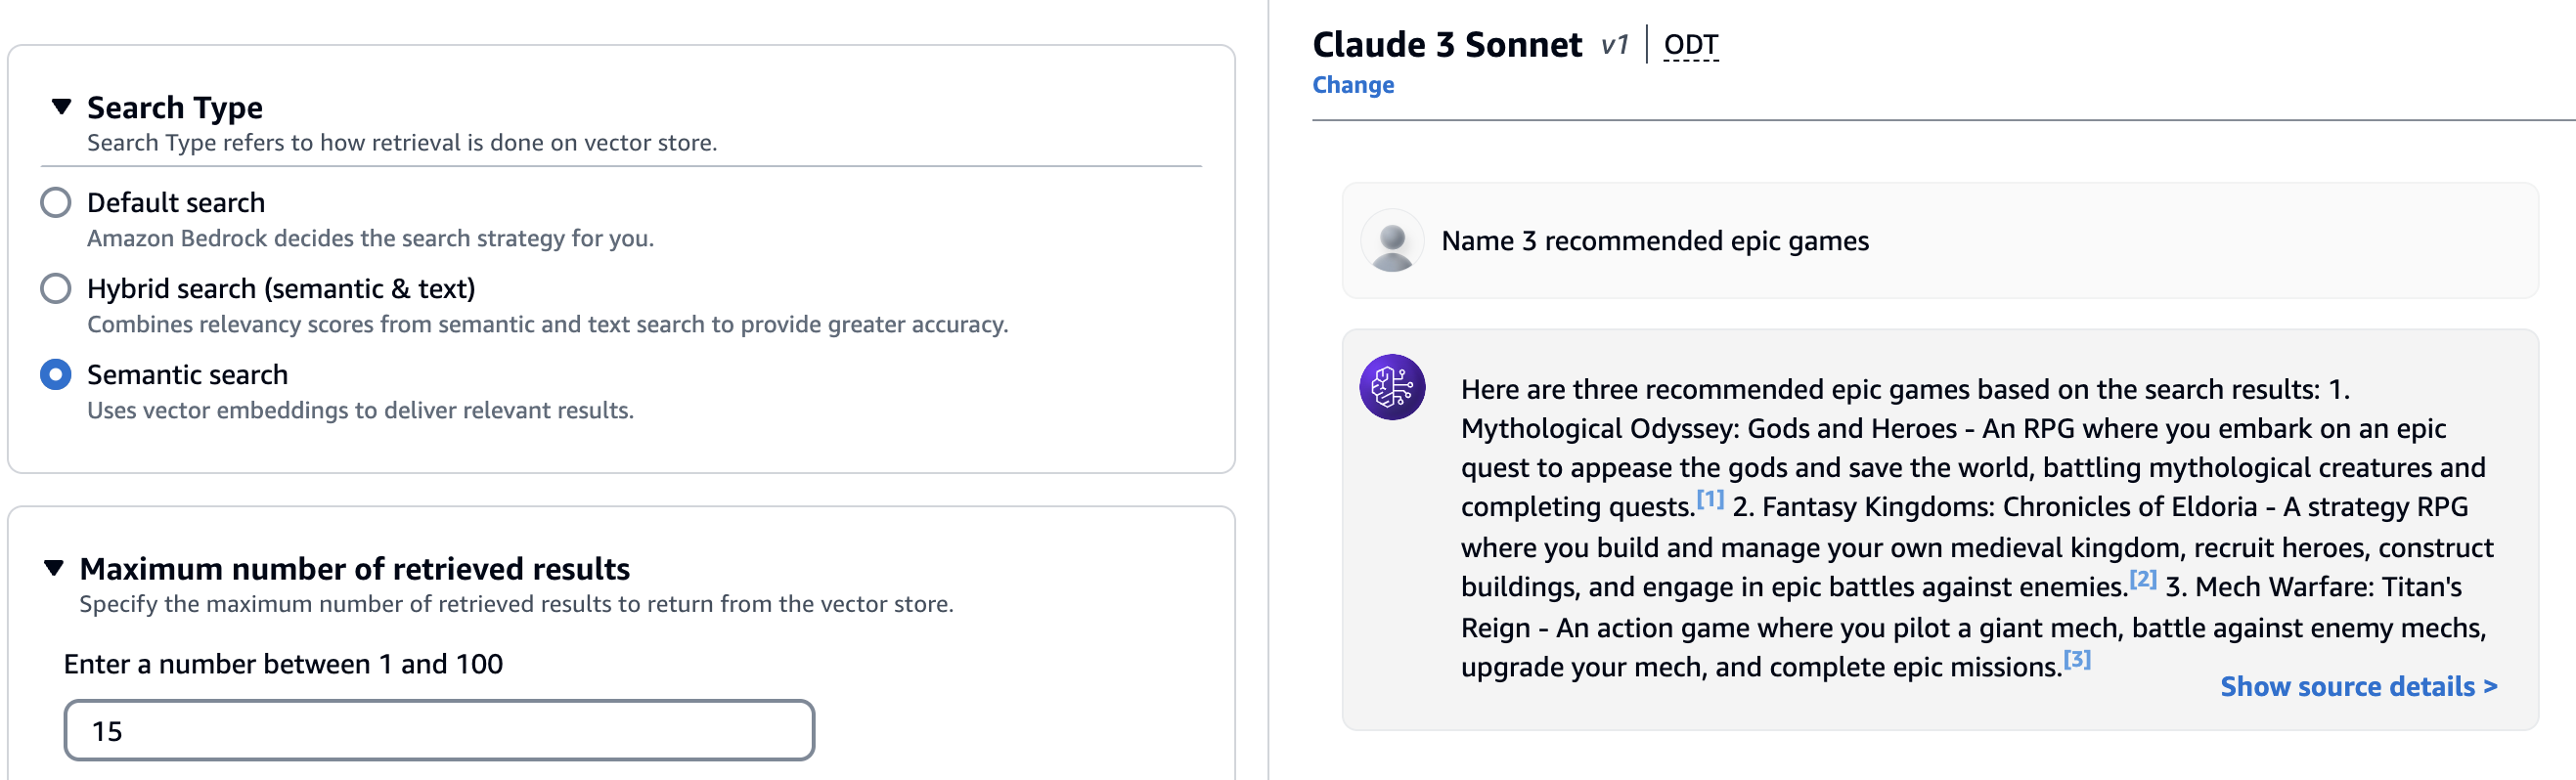 Search Type
Search Type refers to how retrieval is done on vector store.
Default search
Amazon Bedrock decides the search strategy for you.
Hybrid search (semantic & text)
Combines relevancy scores from semantic and text search to provide greater accuracy.
Semantic search
Uses vector embeddings to deliver relevant results.
Maximum number of retrieved results
Specify the maximum number of retrieved results to return from the vector store.
Enter a number between 1 and 100
15
Claude 3 Sonnet v1 | ODT
Change
Name 3 recommended epic games
Here are three recommended epic games based on the search results: 1.
Mythological Odyssey: Gods and Heroes - An RPG where you embark on an epic
quest to appease the gods and save the world, battling mythological creatures and
completing quests.[1] 2. Fantasy Kingdoms: Chronicles of Eldoria - A strategy RPG
where you build and manage your own medieval kingdom, recruit heroes, construct
buildings, and engage in epic battles against enemies.[2] 3. Mech Warfare: Titan's
Reign - An action game where you pilot a giant mech, battle against enemy mechs,
upgrade your mech, and complete epic missions.[3]
Show source details >